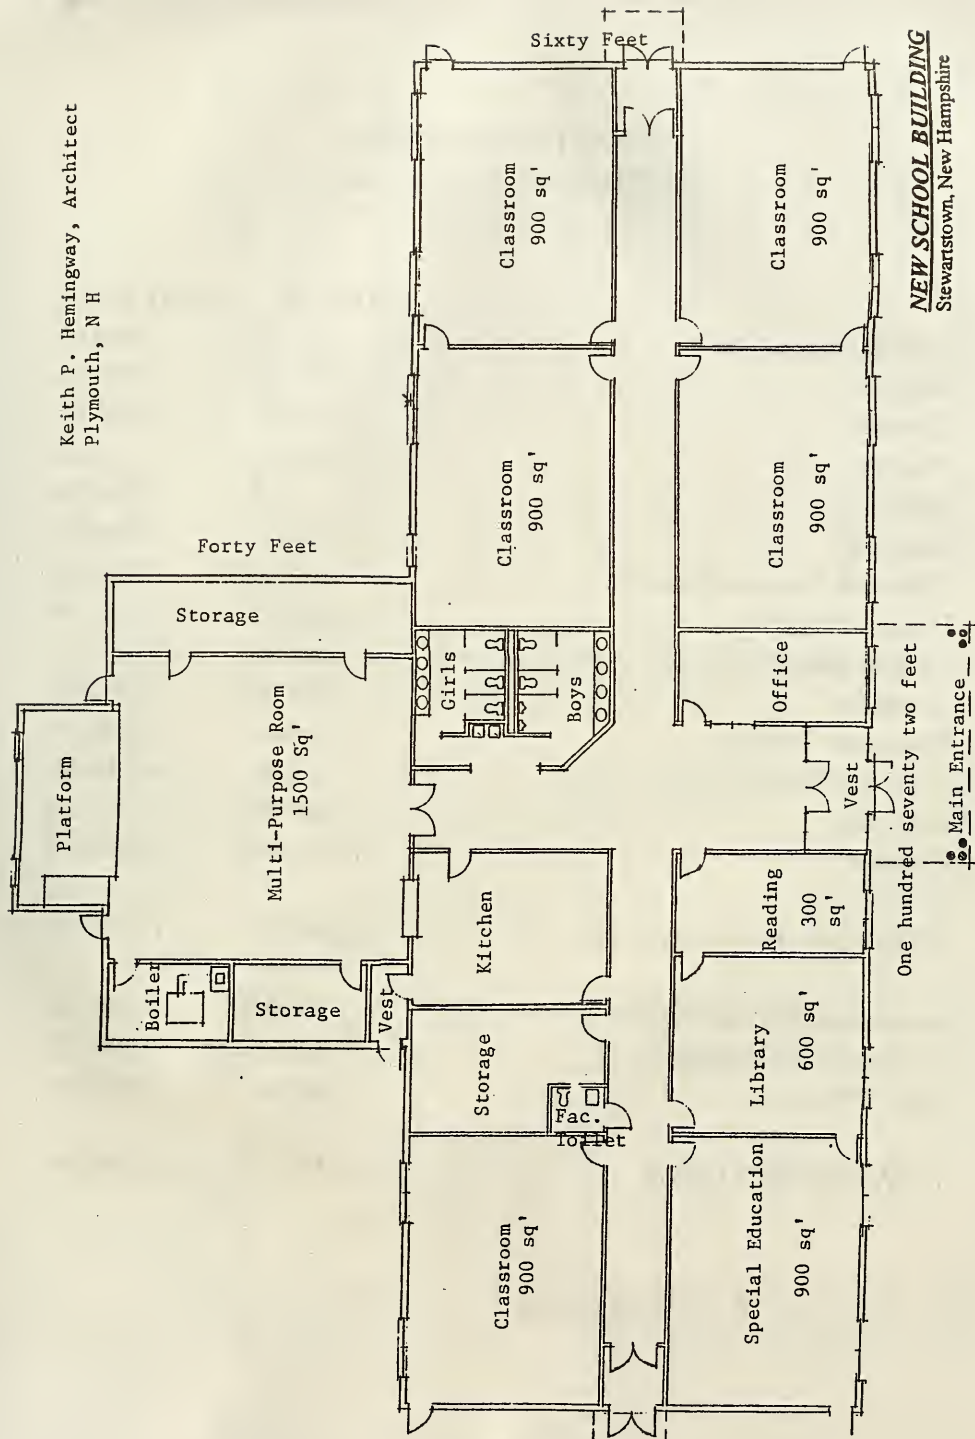 Keith P. Hemingway, Architect
Plymouth, N H
Sixty Feet
Forty Feet
Platform
Storage
Multi-Purpose Room
1500 Sq'
Boiler
Storage
Vest
Classroom
900 sq'
Classroom
900 sq'
Girls
Boys
Kitchen
Storage
Fac.
Toilet
Classroom
900 sq'
Classroom
900 sq'
Classroom
900 sq'
Office
Vest
Reading
300
sq'
Library
600 sq'
Special Education
900 sq'
One hundred seventy two feet
Main Entrance
NEW SCHOOL BUILDING
Stewartstown, New Hampshire